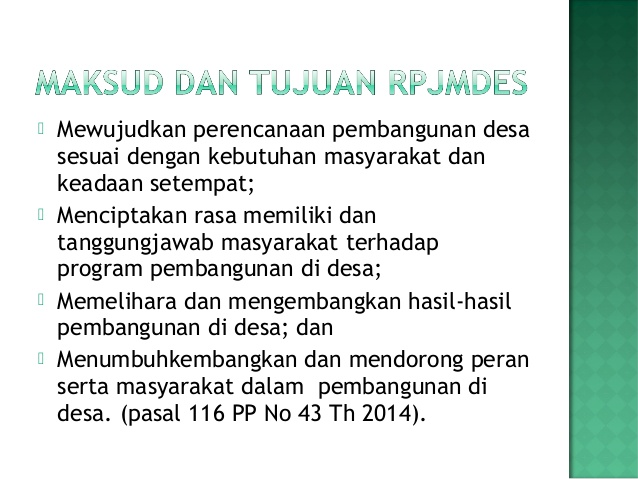 MAKSUD DAN TUJUAN RPJMDES
Mewujudkan perencanaan pembangunan desa
sesuai dengan kebutuhan masyarakat dan
keadaan setempat;
Menciptakan rasa memiliki dan
tanggungjawab masyarakat terhadap
program pembangunan di desa;
Memelihara dan mengembangkan hasil-hasil
pembangunan di desa; dan
Menumbuhkembangkan dan mendorong peran
serta masyarakat dalam  pembangunan di
desa. (pasal 116 PP No 43 Th 2014).